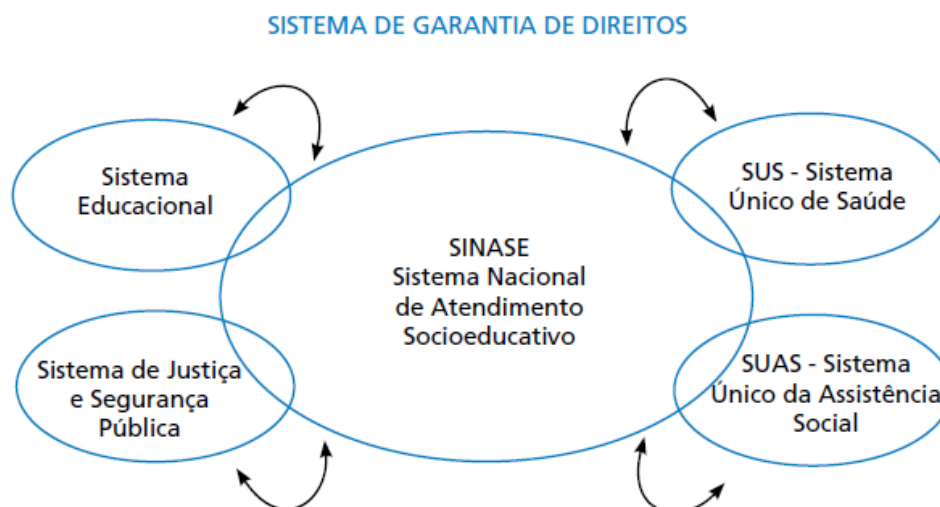 SISTEMA DE GARANTIA DE DIREITOS
Sistema
Educacional
SUS - Sistema
Único de Saúde
SINASE
Sistema Nacional
de Atendimento
Socioeducativo
Sistema de Justiça
e Segurança
Pública
SUAS - Sistema
Único da Assistência
Social